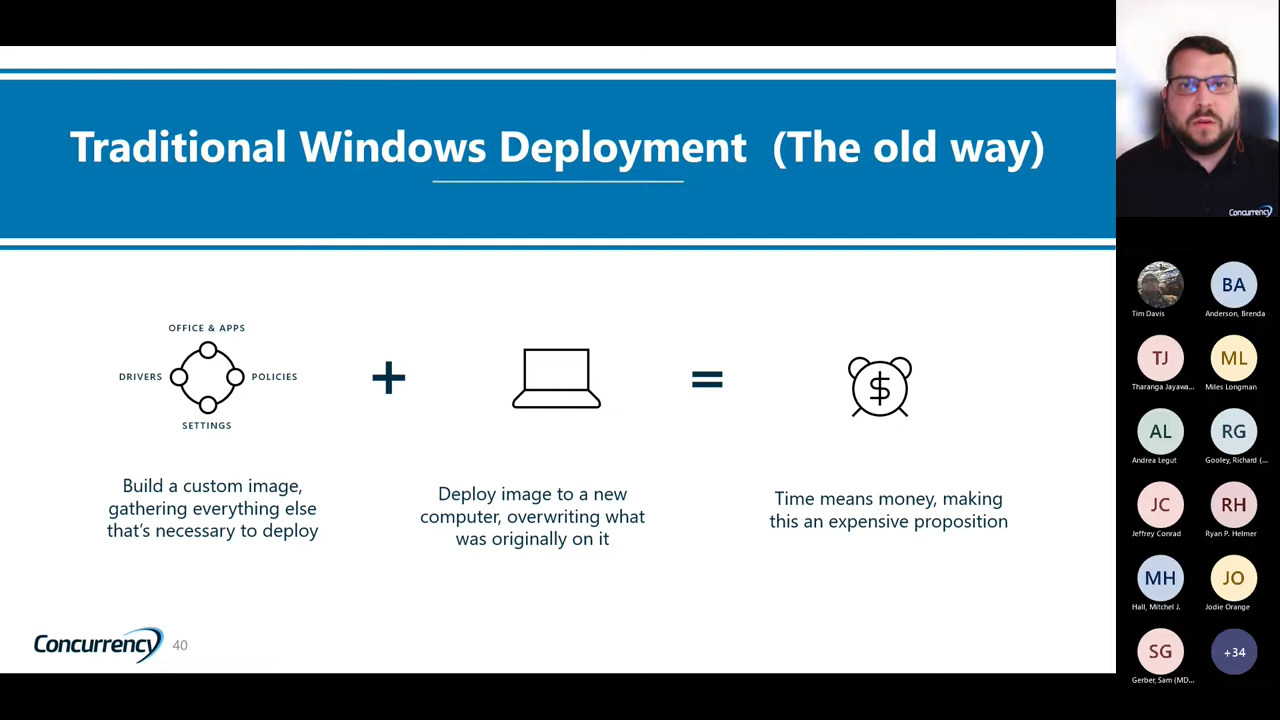 Traditional Windows Deployment (The old way)
OFFICE & APPS
DRIVERS
POLICIES
SETTINGS
+
=
$
Build a custom image,
gathering everything else
that's necessary to deploy
Deploy image to a new
computer, overwriting what
was originally on it
Time means money, making
this an expensive proposition
Concurrency
40
Concurrency
Tim Davis
BA
Anderson, Brenda
TJ
Tharanga Jayawa...
ML
Miles Longman
AL
Andrea Legut
RG
Gooley, Richard (...
JC
Jeffrey Conrad
RH
Ryan P. Helmer
MH
Hall, Mitchel J.
JO
Jodie Orange
SG
Gerber, Sam (MD...
+34